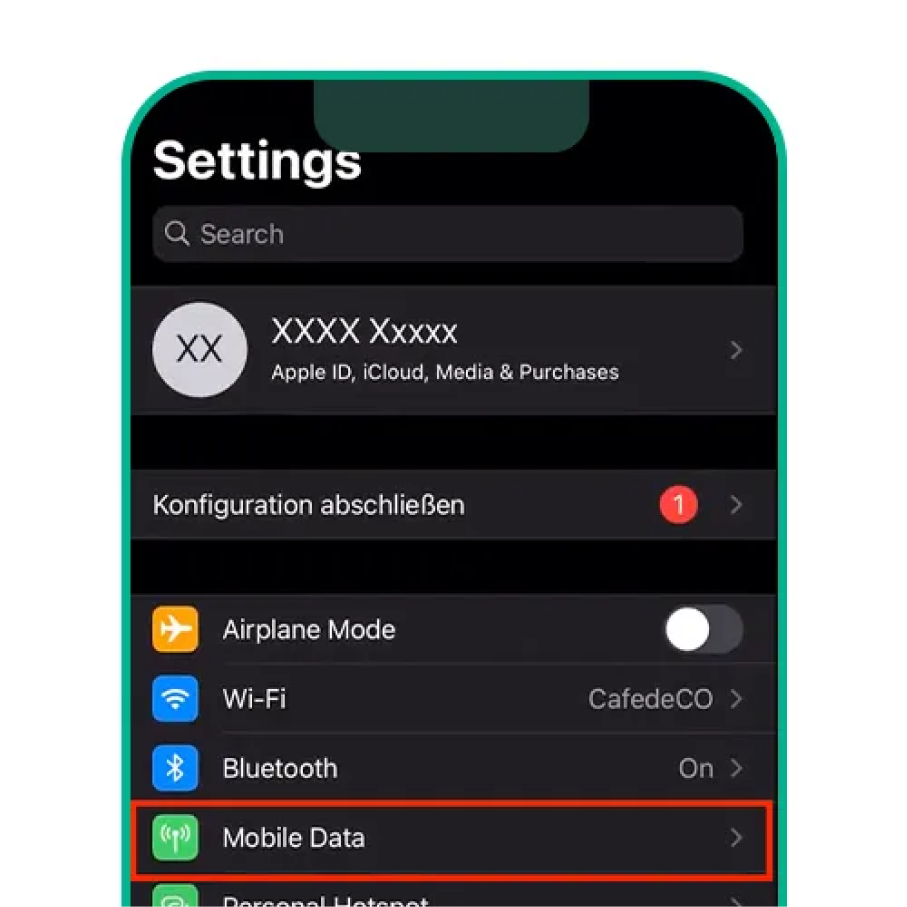 Settings
Search
XX
XXXX Xxxxx
Apple ID, iCloud, Media & Purchases
Konfiguration abschließen
1
Airplane Mode
Wi-Fi
CafedeCO
Bluetooth
On
Mobile Data
Personal Hotspot